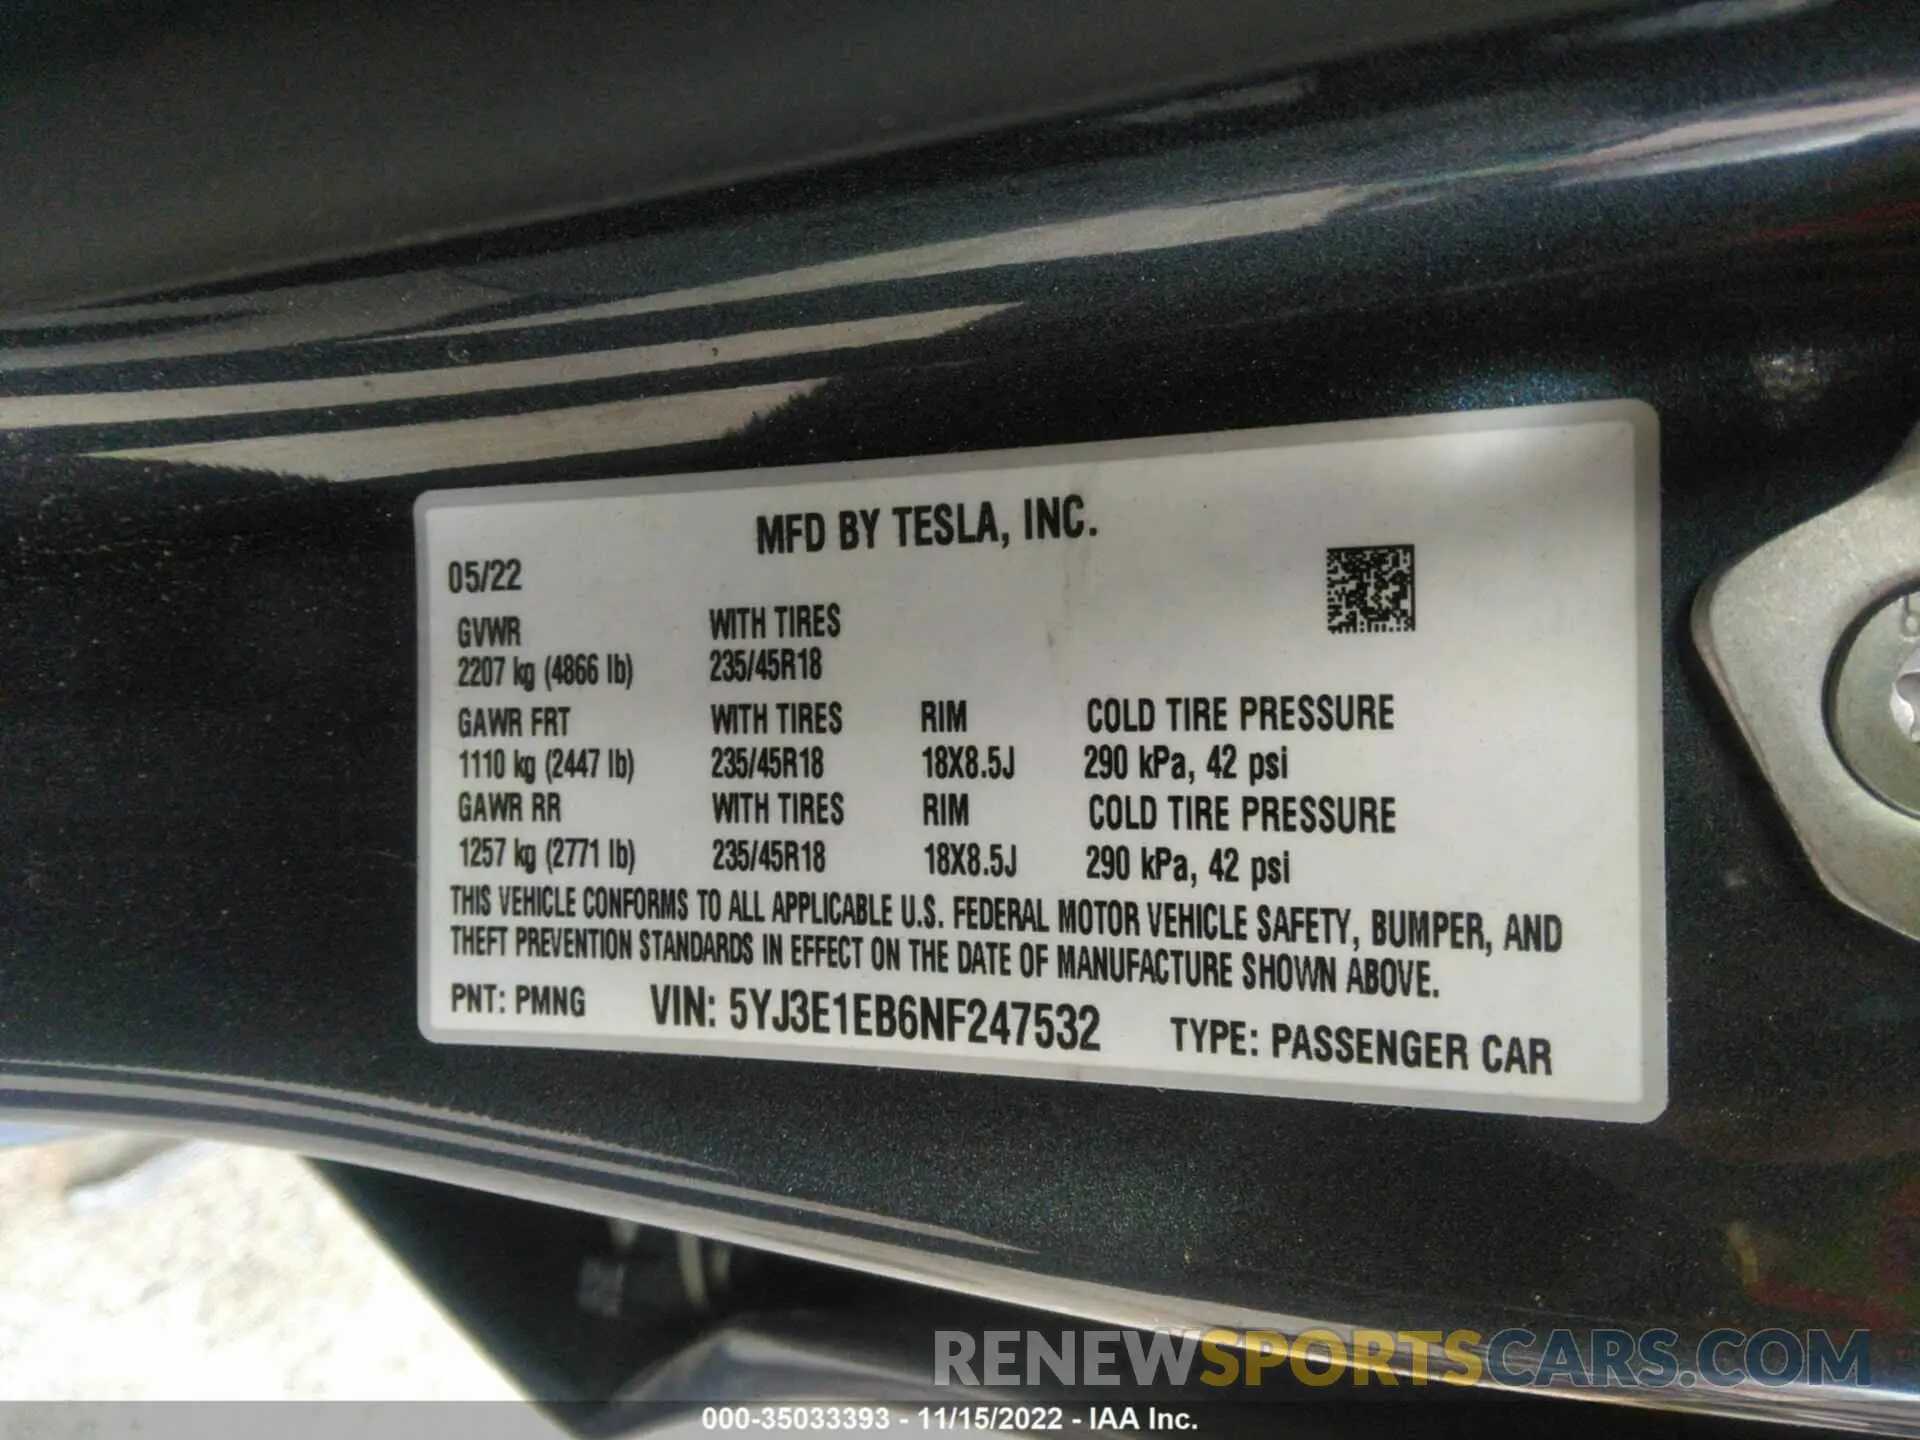 MFD BY TESLA, INC.
05/22
GVWR WITH TIRES
2207 kg (4866 lb) 235/45R18
GAWR FRT WITH TIRES RIM COLD TIRE PRESSURE
1110 kg (2447 lb) 235/45R18 18X8.5J 290 kPa, 42 psi
GAWR RR WITH TIRES RIM COLD TIRE PRESSURE
1257 kg (2771 lb) 235/45R18 18X8.5J 290 kPa, 42 psi
THIS VEHICLE CONFORMS TO ALL APPLICABLE U.S. FEDERAL MOTOR VEHICLE SAFETY, BUMPER, AND
THEFT PREVENTION STANDARDS IN EFFECT ON THE DATE OF MANUFACTURE SHOWN ABOVE.
PNT: PMNG VIN: 5YJ3E1EB6NF247532 TYPE: PASSENGER CAR
RENEWSPORTSCARS.COM
000-35033393 - 11/15/2022 - IAA Inc.